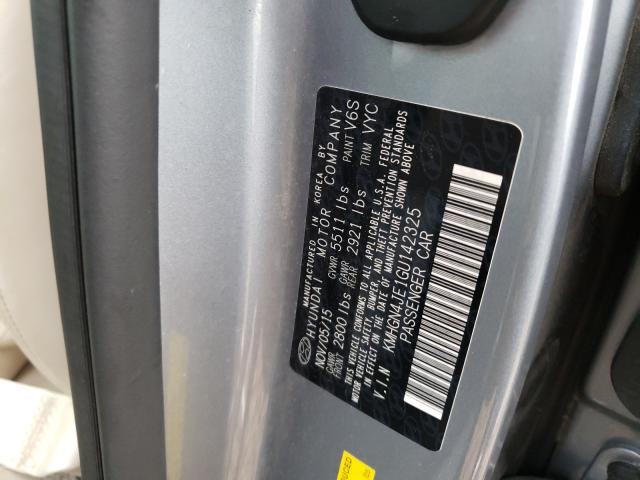 MANUFACTURED IN KOREA BY
HYUNDAI MOTOR COMPANY
NOV/05/15 GVWR 5511 lbs PAINT V6S
GAWR FRONT 2800 lbs GAWR REAR 2921 lbs TRIM VYC
THIS VEHICLE CONFORMS TO ALL APPLICABLE U.S.A. FEDERAL
MOTOR VEHICLE SAFETY, BUMPER, AND THEFT PREVENTION STANDARDS
IN EFFECT ON THE DATE OF MANUFACTURE SHOWN ABOVE
V.I.N KMHGN4JE1GU142325
PASSENGER CAR